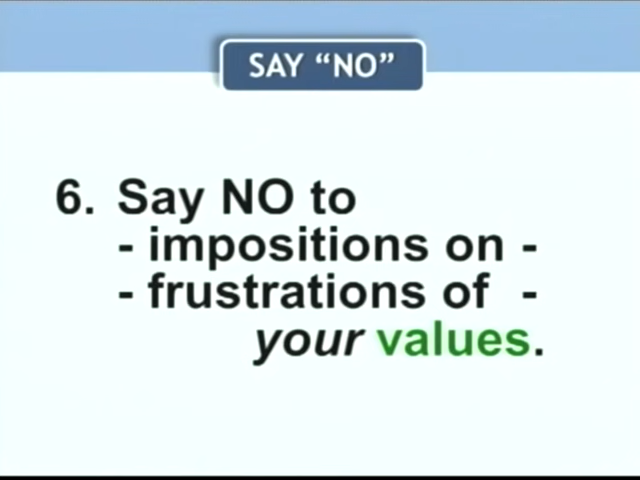 SAY “NO”
6. Say NO to
- impositions on -
- frustrations of -
your values.